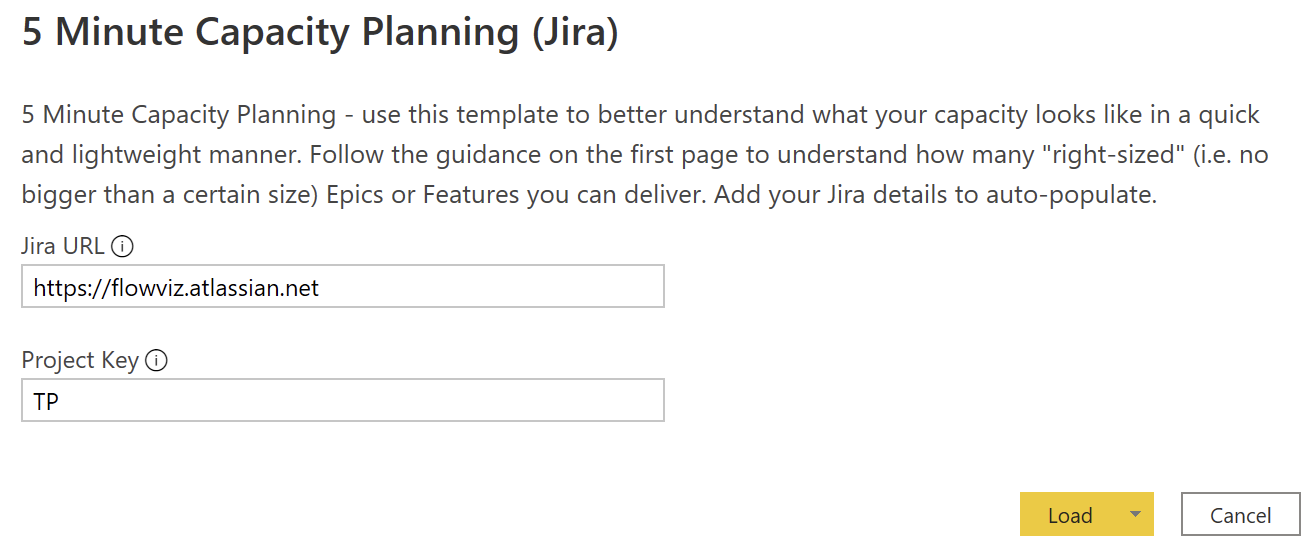 5 Minute Capacity Planning (Jira)
5 Minute Capacity Planning - use this template to better understand what your capacity looks like in a quick
and lightweight manner. Follow the guidance on the first page to understand how many "right-sized" (i.e. no
bigger than a certain size) Epics or Features you can deliver. Add your Jira details to auto-populate.
Jira URL
https://flowviz.atlassian.net
Project Key
TP
Load
Cancel